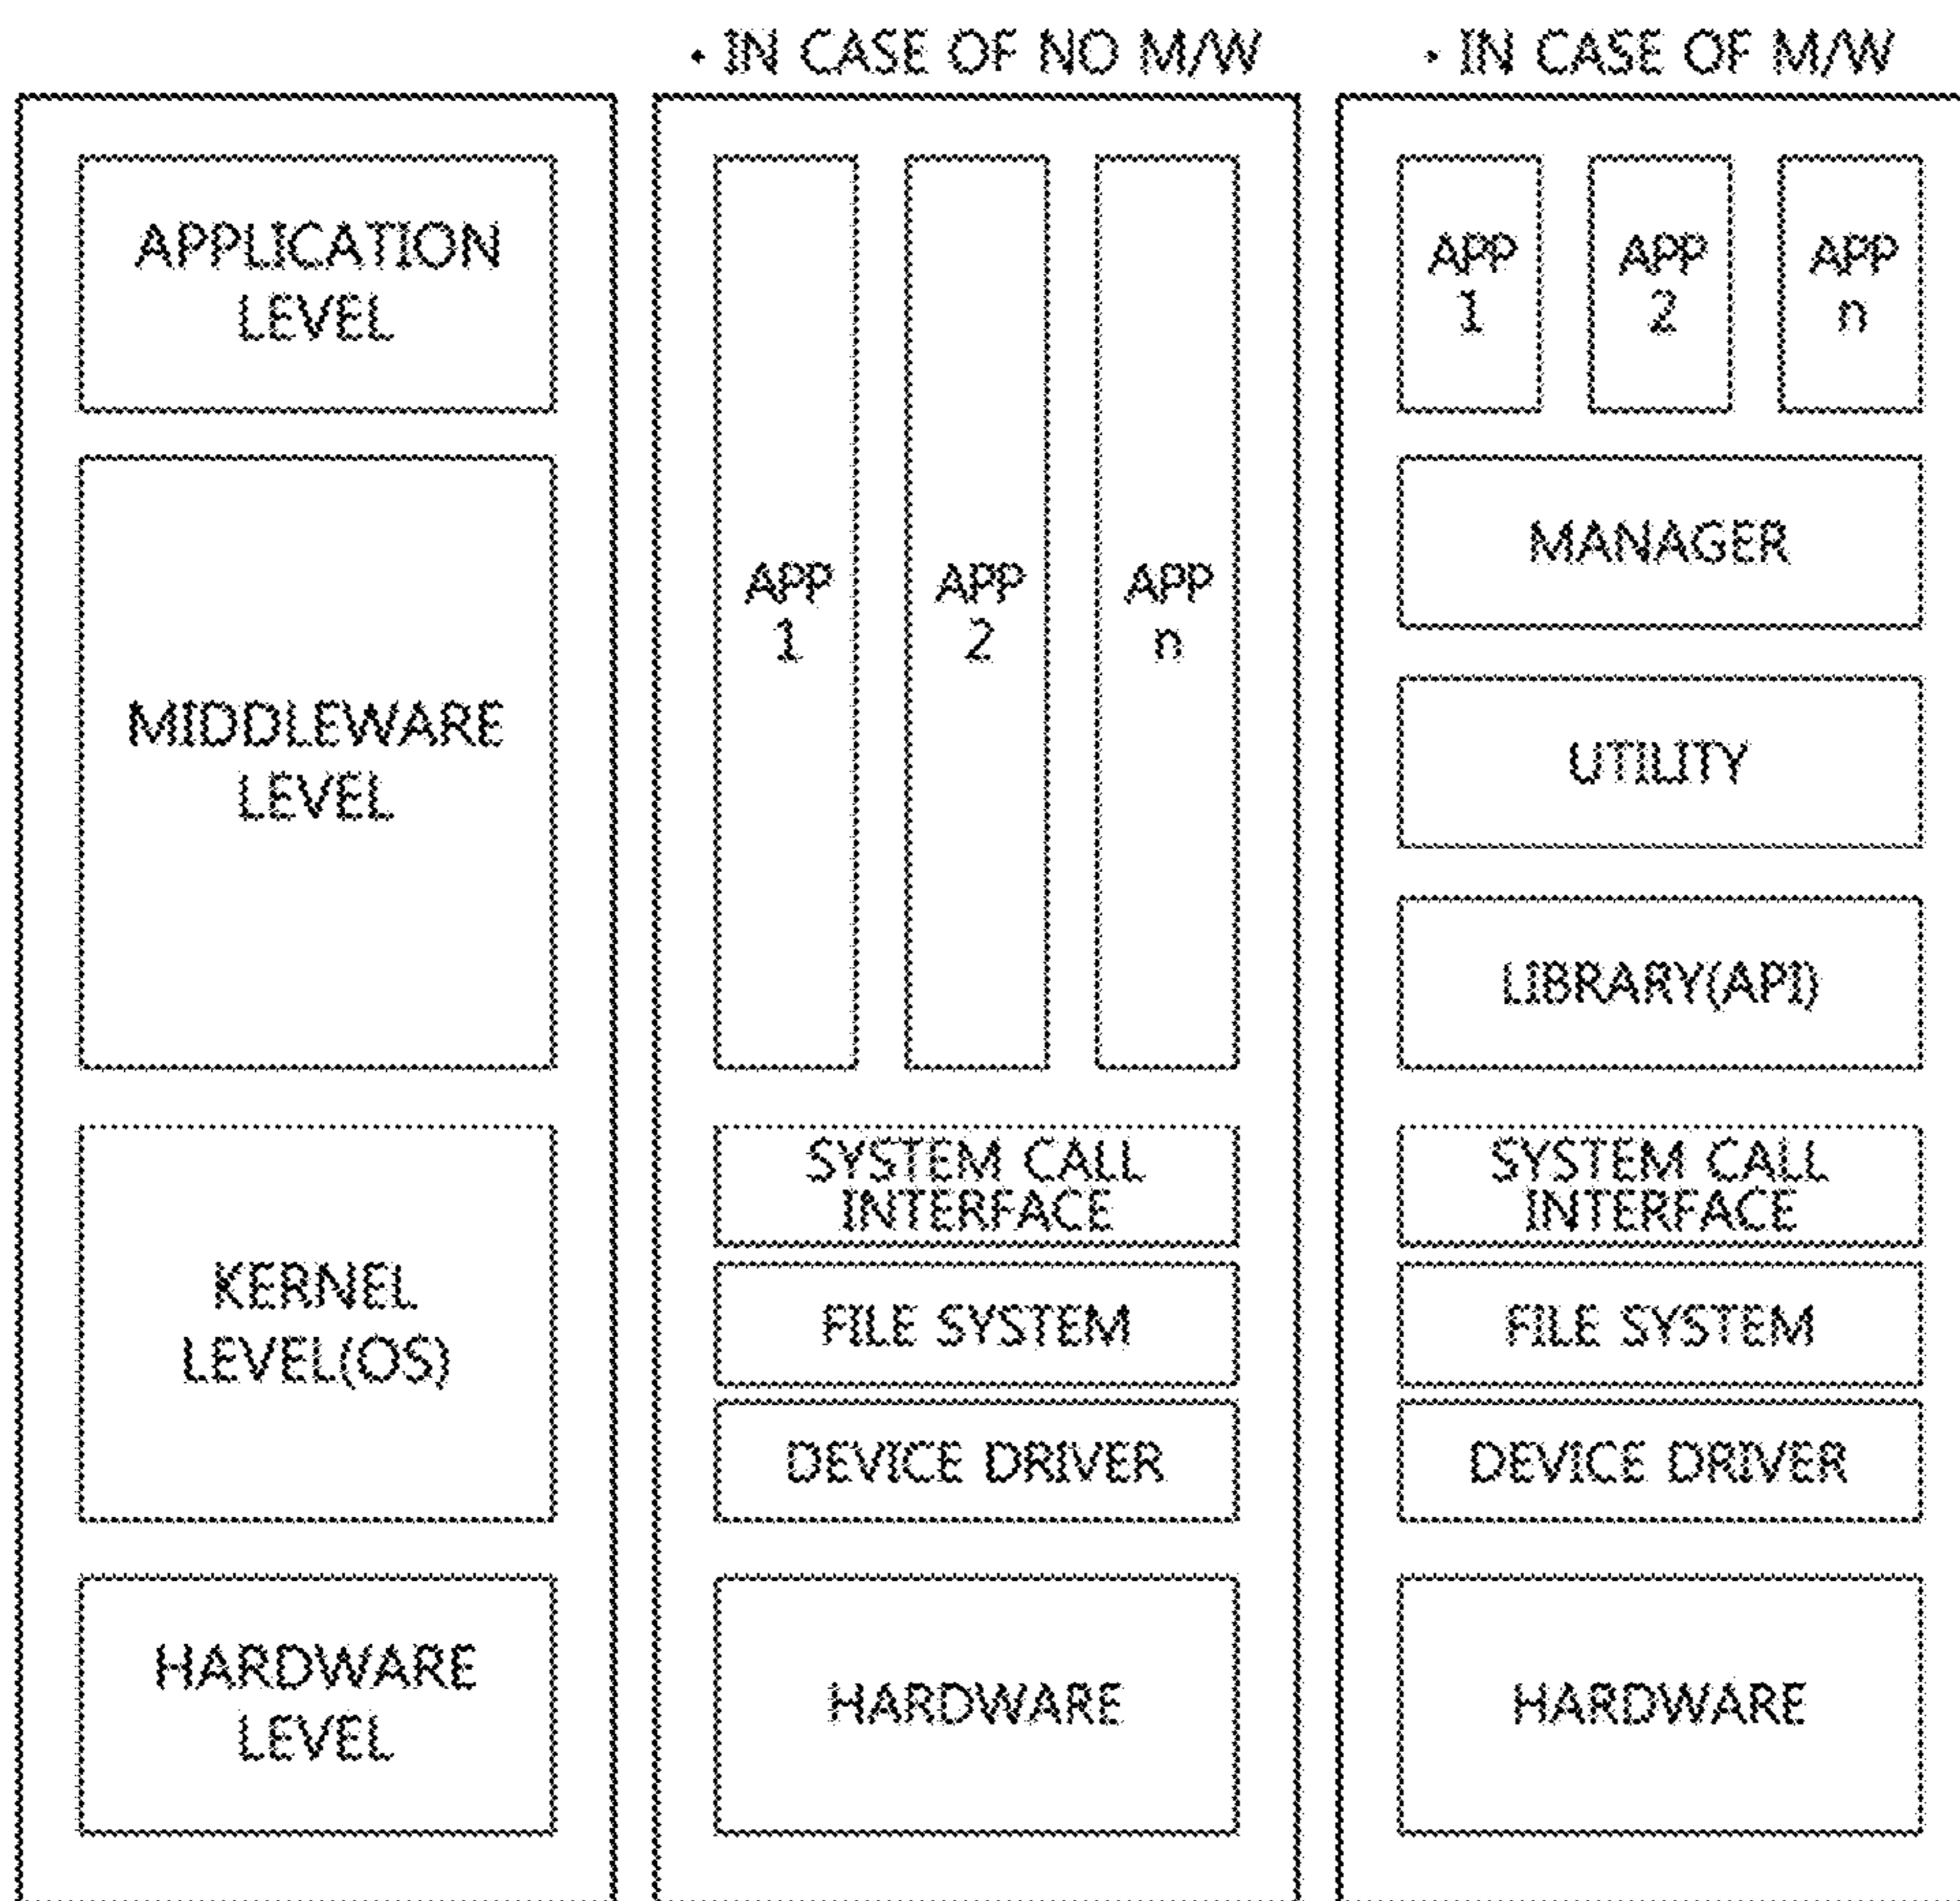 • IN CASE OF NO M/W
• IN CASE OF M/W
APPLICATION
LEVEL
MIDDLEWARE
LEVEL
KERNEL
LEVEL(OS)
HARDWARE
LEVEL
APP
1
APP
2
APP
n
SYSTEM CALL
INTERFACE
FILE SYSTEM
DEVICE DRIVER
HARDWARE
APP
1
APP
2
APP
n
MANAGER
UTILITY
LIBRARY(API)
SYSTEM CALL
INTERFACE
FILE SYSTEM
DEVICE DRIVER
HARDWARE